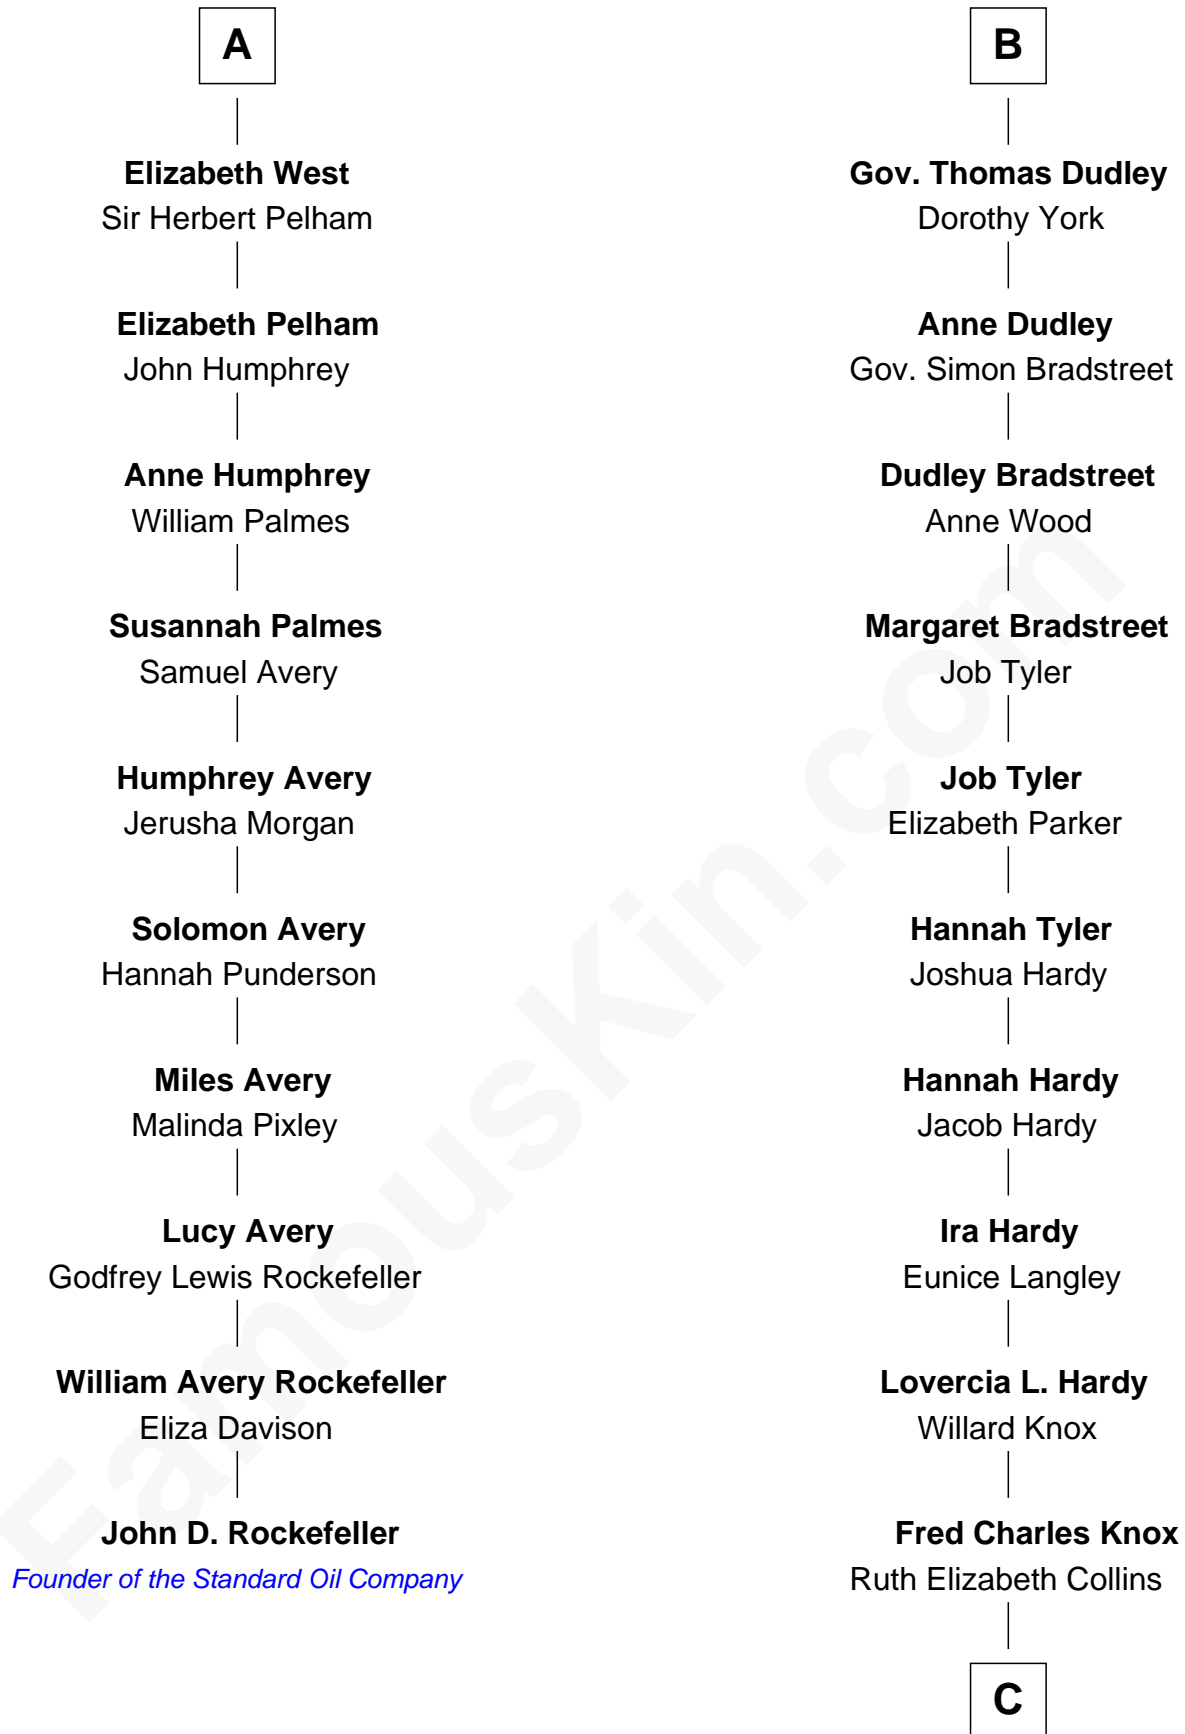 A
Elizabeth West
Sir Herbert Pelham
Elizabeth Pelham
John Humphrey
Anne Humphrey
William Palmes
Susannah Palmes
Samuel Avery
Humphrey Avery
Jerusha Morgan
Solomon Avery
Hannah Punderson
Miles Avery
Malinda Pixley
Lucy Avery
Godfrey Lewis Rockefeller
William Avery Rockefeller
Eliza Davison
John D. Rockefeller
Founder of the Standard Oil Company
B
Gov. Thomas Dudley
Dorothy York
Anne Dudley
Gov. Simon Bradstreet
Dudley Bradstreet
Anne Wood
Margaret Bradstreet
Job Tyler
Job Tyler
Elizabeth Parker
Hannah Tyler
Joshua Hardy
Hannah Hardy
Jacob Hardy
Ira Hardy
Eunice Langley
Lovercia L. Hardy
Willard Knox
Fred Charles Knox
Ruth Elizabeth Collins
C
FamousKin.com